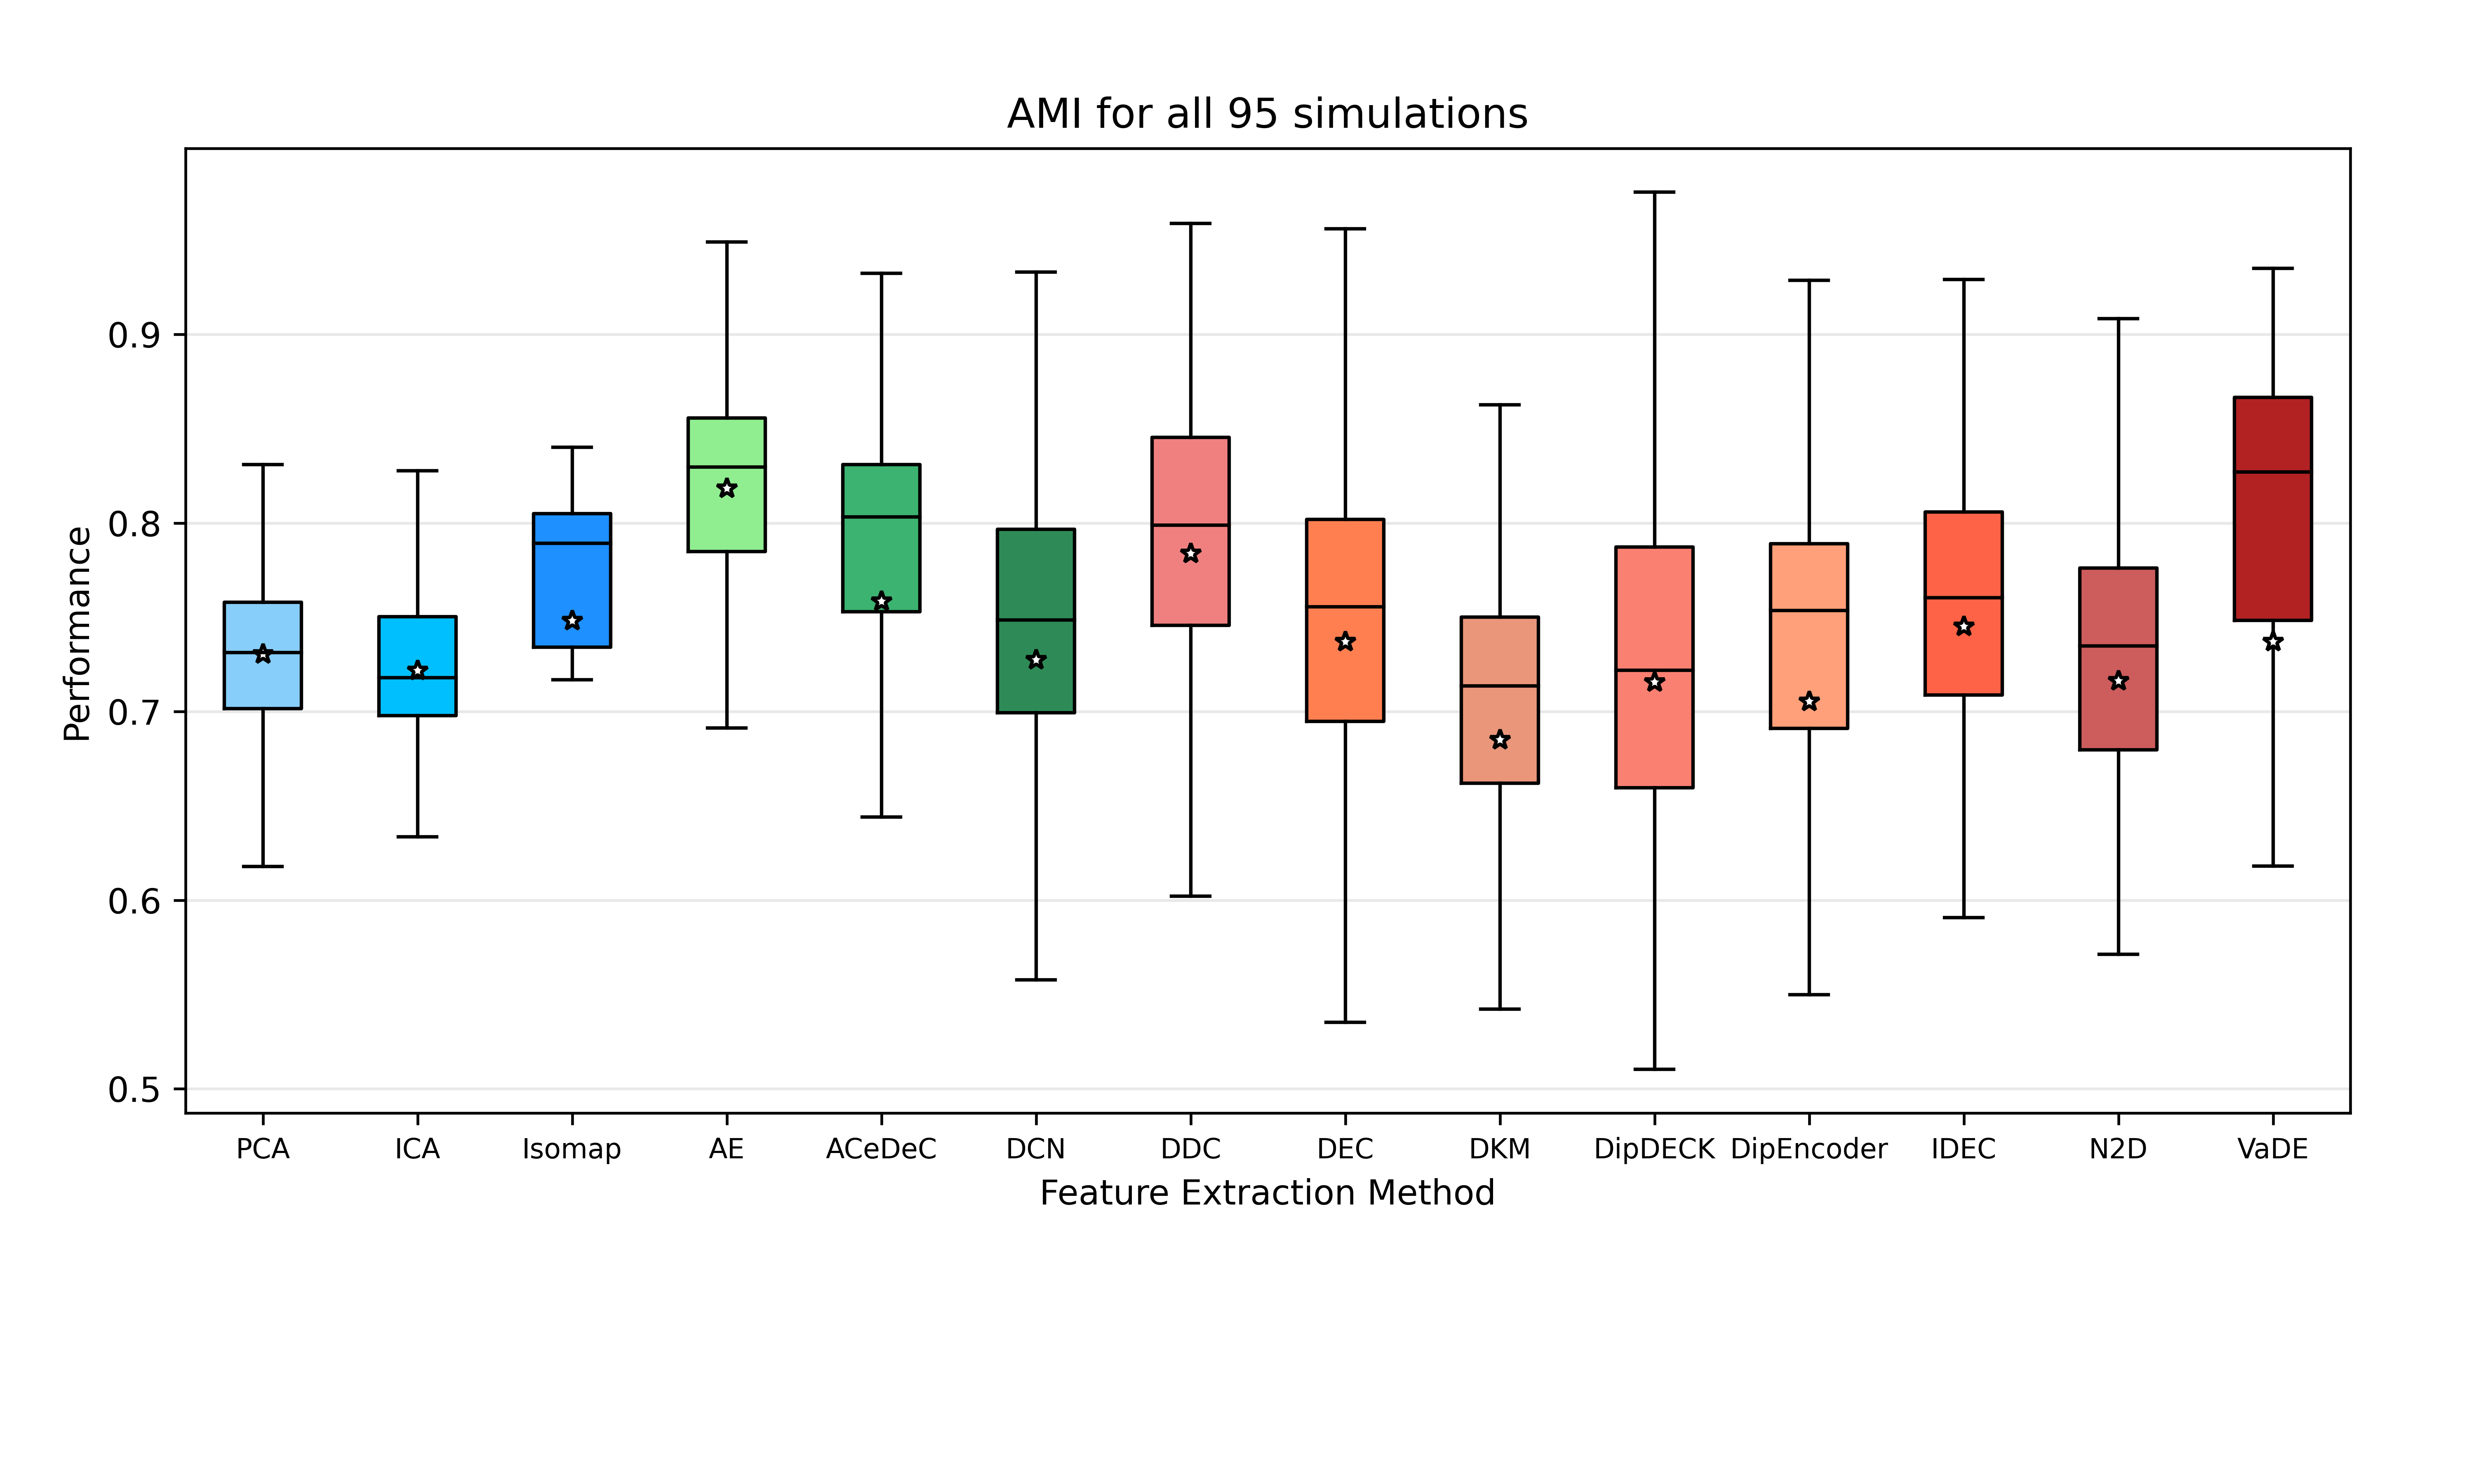 AMI for all 95 simulations
Performance
0.9
0.8
0.7
0.6
0.5
PCA ICA Isomap AE ACeDeC DCN DDC DEC DKM DipDECK DipEncoder IDEC N2D VaDE
Feature Extraction Method